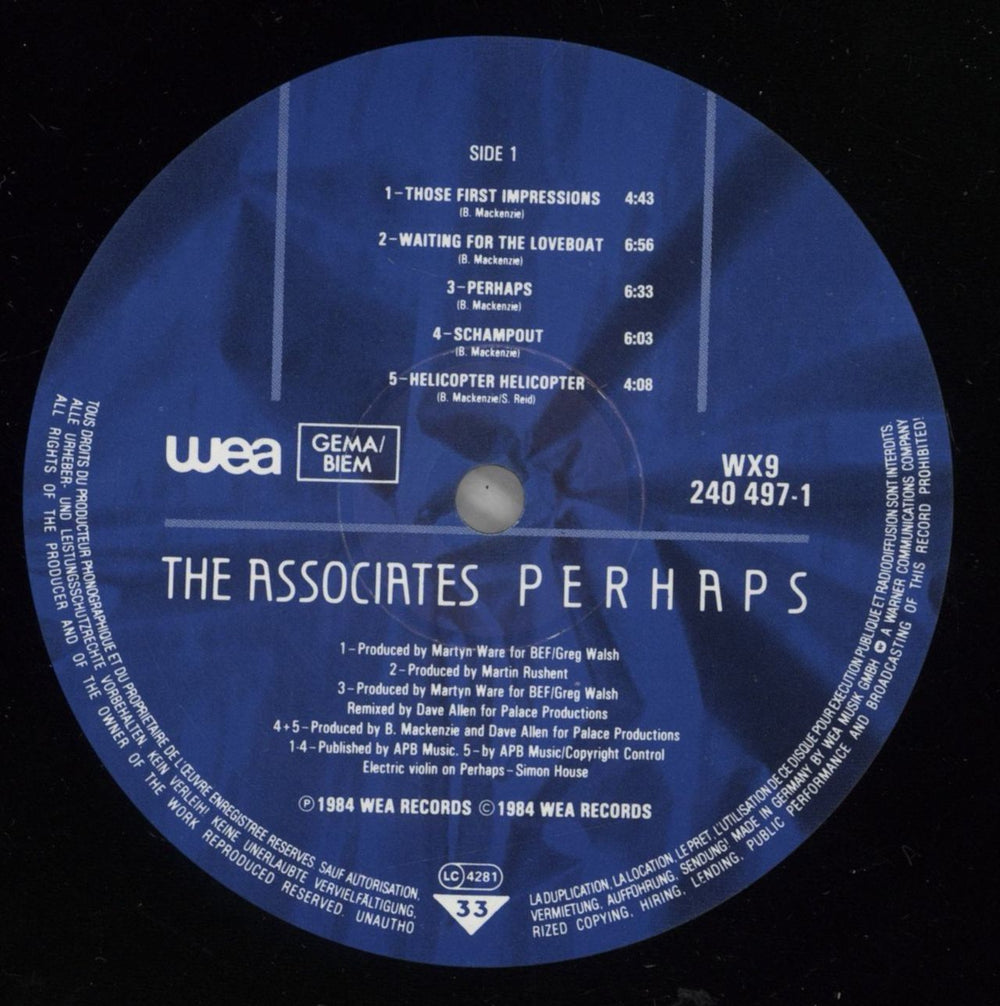 SIDE 1
1-THOSE FIRST IMPRESSIONS 4:43
(B. Mackenzie)
2-WAITING FOR THE LOVEBOAT 6:56
(B. Mackenzie)
3-PERHAPS 6:33
(B. Mackenzie)
4-SCHAMPOUT 6:03
(B. Mackenzie)
5-HELICOPTER HELICOPTER 4:08
(B. Mackenzie/S. Reid)
wea
GEMA/
BIEM
WX9
240 497-1
THE ASSOCIATES PERHAPS
1-Produced by Martyn Ware for BEF/Greg Walsh
2-Produced by Martin Rushent
3-Produced by Martyn Ware for BEF/Greg Walsh
Remixed by Dave Allen for Palace Productions
4+5-Produced by B. Mackenzie and Dave Allen for Palace Productions
1-4-Published by APB Music. 5-by APB Music/Copyright Control
Electric violin on Perhaps-Simon House
Ⓟ 1984 WEA RECORDS © 1984 WEA RECORDS
LC 4281
33
TOUS DROITS DU PRODUCTEUR PHONOGRAPHIQUE ET DU PROPRIETAIRE DE L'ŒUVRE ENREGISTREE RESERVES. SAUF AUTORISATION,
LA DUPLICATION, LA LOCATION, LE PRET, L'UTILISATION DE CE DISQUE POUR EXECUTION PUBLIQUE ET RADIODIFFUSION SONT INTERDITS.
ALLE URHEBER- UND LEISTUNGSSCHUTZRECHTE VORBEHALTEN. KEIN VERLEIH! KEINE UNERLAUBTE VERVIELFÄLTIGUNG,
VERMIETUNG, AUFFÜHRUNG, SENDUNG! MADE IN GERMANY BY WEA MUSIK GMBH A WARNER COMMUNICATIONS COMPANY
ALL RIGHTS OF THE PRODUCER AND OF THE OWNER OF THE WORK REPRODUCED RESERVED. UNAUTHO
RIZED COPYING, HIRING, LENDING, PUBLIC PERFORMANCE AND BROADCASTING OF THIS RECORD PROHIBITED!